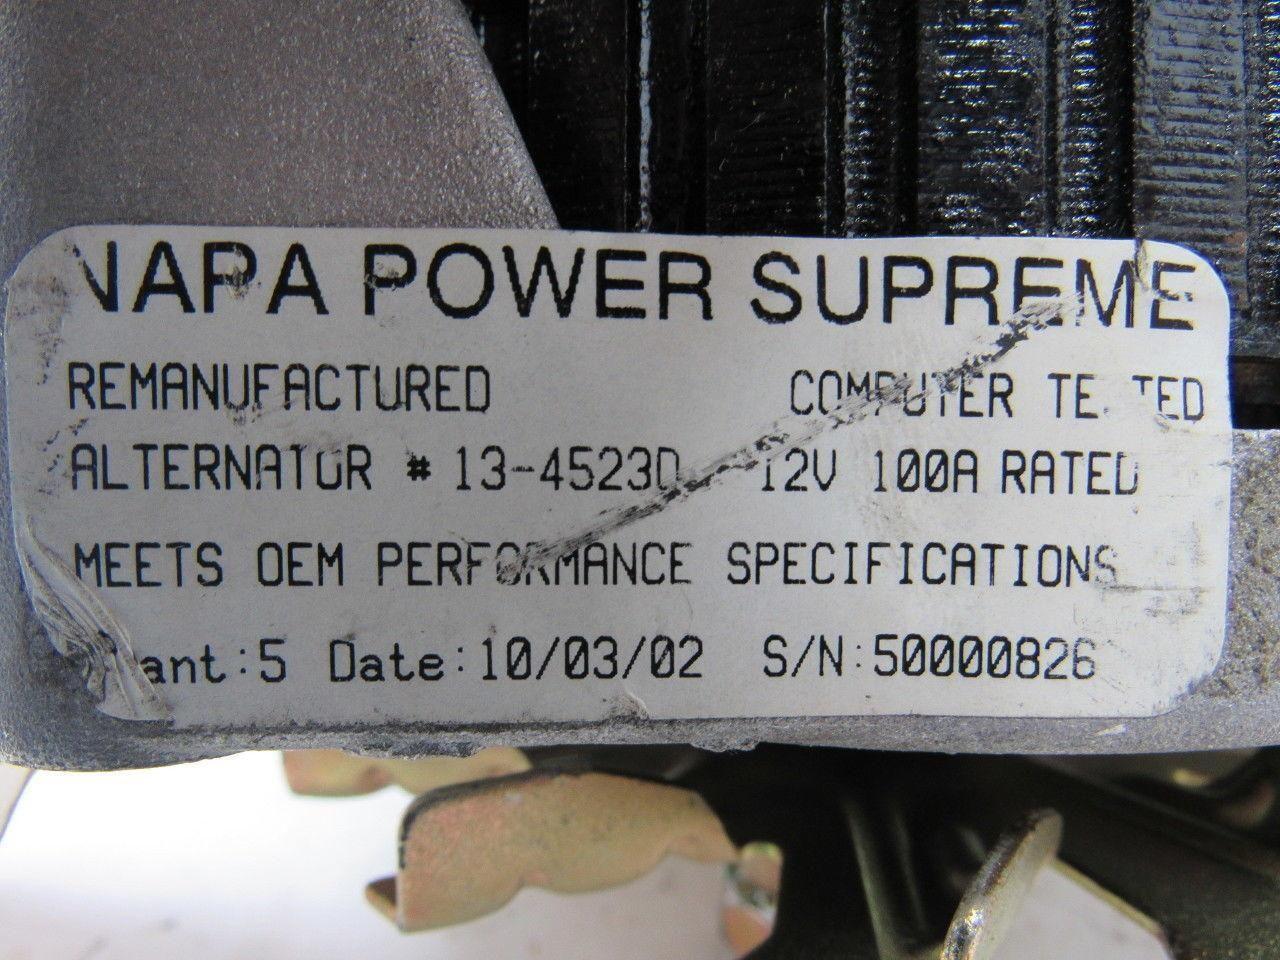 NAPA POWER SUPREME
REMANUFACTURED COMPUTER TESTED
ALTERNATOR # 13-4523D 12V 100A RATED
MEETS OEM PERFORMANCE SPECIFICATIONS
Plant:5 Date:10/03/02 S/N:50000826